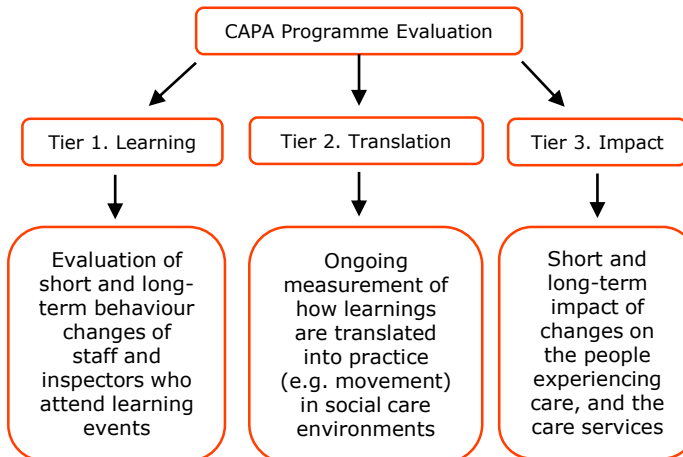 CAPA Programme Evaluation
Tier 1. Learning
Tier 2. Translation
Tier 3. Impact
Evaluation of
short and long-
term behaviour
changes of
staff and
inspectors who
attend learning
events
Ongoing
measurement of
how learnings
are translated
into practice
(e.g. movement)
in social care
environments
Short and
long-term
impact of
changes on
the people
experiencing
care, and the
care services